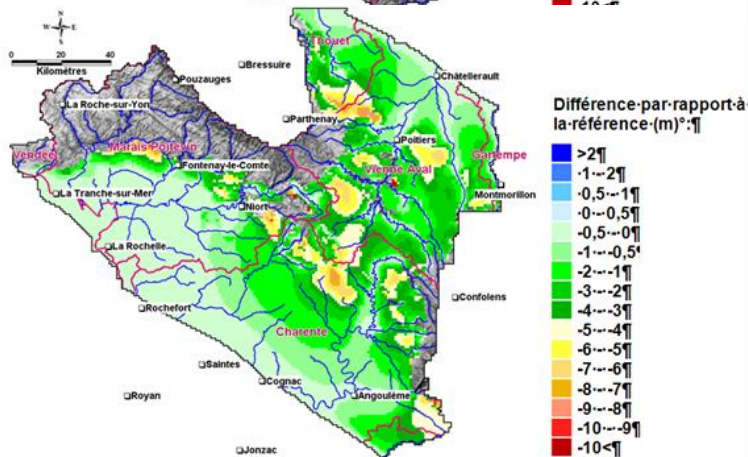 N
W E
S
0 20 40
Kilomètres
Bressuire
Thouet
Châtellerault
Pouzauges
La Roche-sur-Yon
Parthenay
Poitiers
Vendée
Marais Poitevin
Fontenay-le-Comte
Vienne Aval
Gartempe
Montmorillon
La Tranche-sur-Mer
Niort
La Rochelle
Confolens
Rochefort
Charente
Saintes
Cognac
Angoulême
Royan
Jonzac
-10<¶
Différence·par·rapport·à·
la·référence·(m)°:¶
>2¶
·1·-·2¶
·0,5·-·1¶
·0·-·0,5¶
-0,5·-·0¶
-1·-·-0,5¶
-2·-·-1¶
-3·-·-2¶
-4·-·-3¶
-5·-·-4¶
-6·-·-5¶
-7·-·-6¶
-8·-·-7¶
-9·-·-8¶
-10·-·-9¶
-10<¶